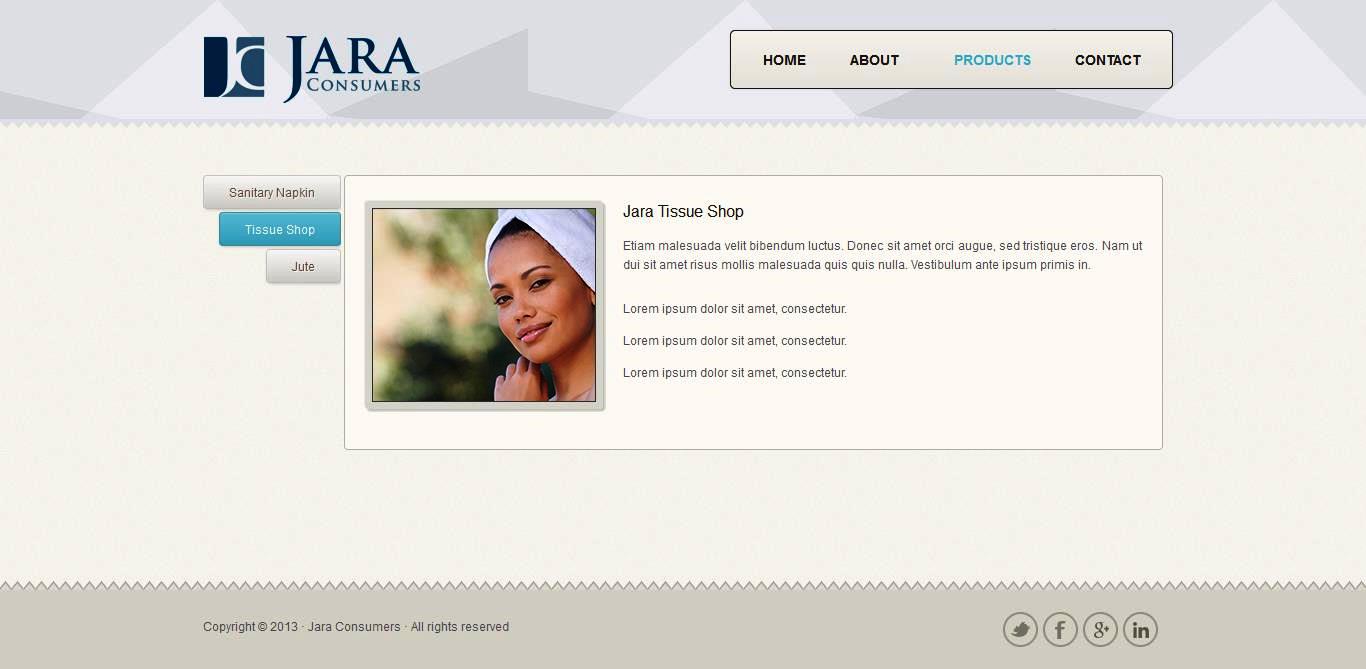 JARA
CONSUMERS
HOME ABOUT PRODUCTS CONTACT
Sanitary Napkin
Tissue Shop
Jute
Jara Tissue Shop
Etiam malesuada velit bibendum luctus. Donec sit amet orci augue, sed tristique eros. Nam ut
dui sit amet risus mollis malesuada quis quis nulla. Vestibulum ante ipsum primis in.
Lorem ipsum dolor sit amet, consectetur.
Lorem ipsum dolor sit amet, consectetur.
Lorem ipsum dolor sit amet, consectetur.
Copyright © 2013 · Jara Consumers · All rights reserved
f g+ in